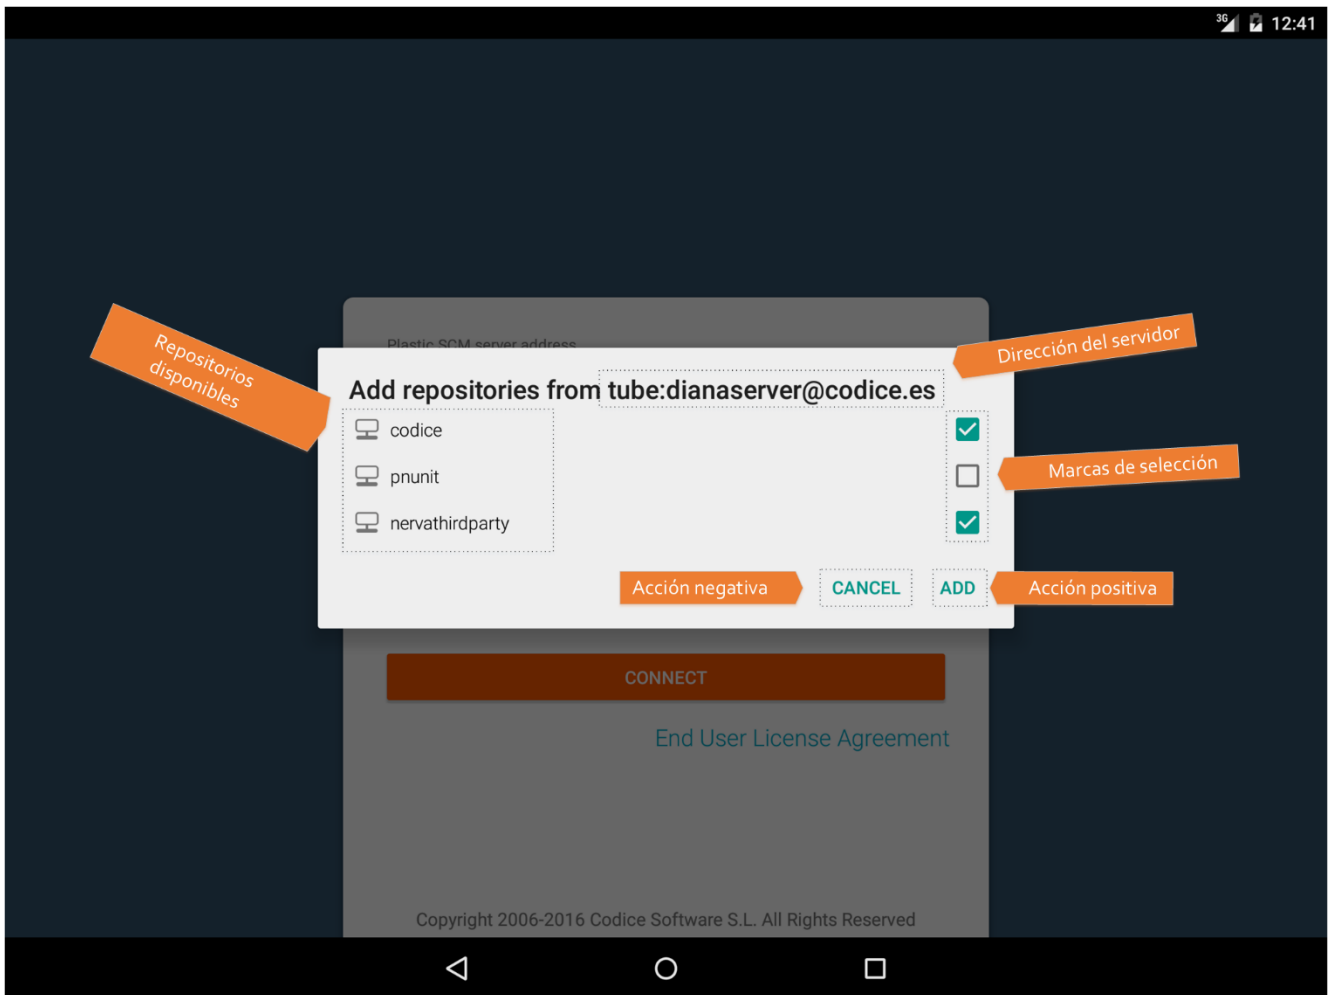 3G 12:41
Plastic SCM server address
Repositorios
disponibles
Dirección del servidor
Add repositories from tube:dianaserver@codice.es
codice
pnunit
Marcas de selección
nervathirdparty
Acción negativa CANCEL ADD Acción positiva
CONNECT
End User License Agreement
Copyright 2006-2016 Codice Software S.L. All Rights Reserved